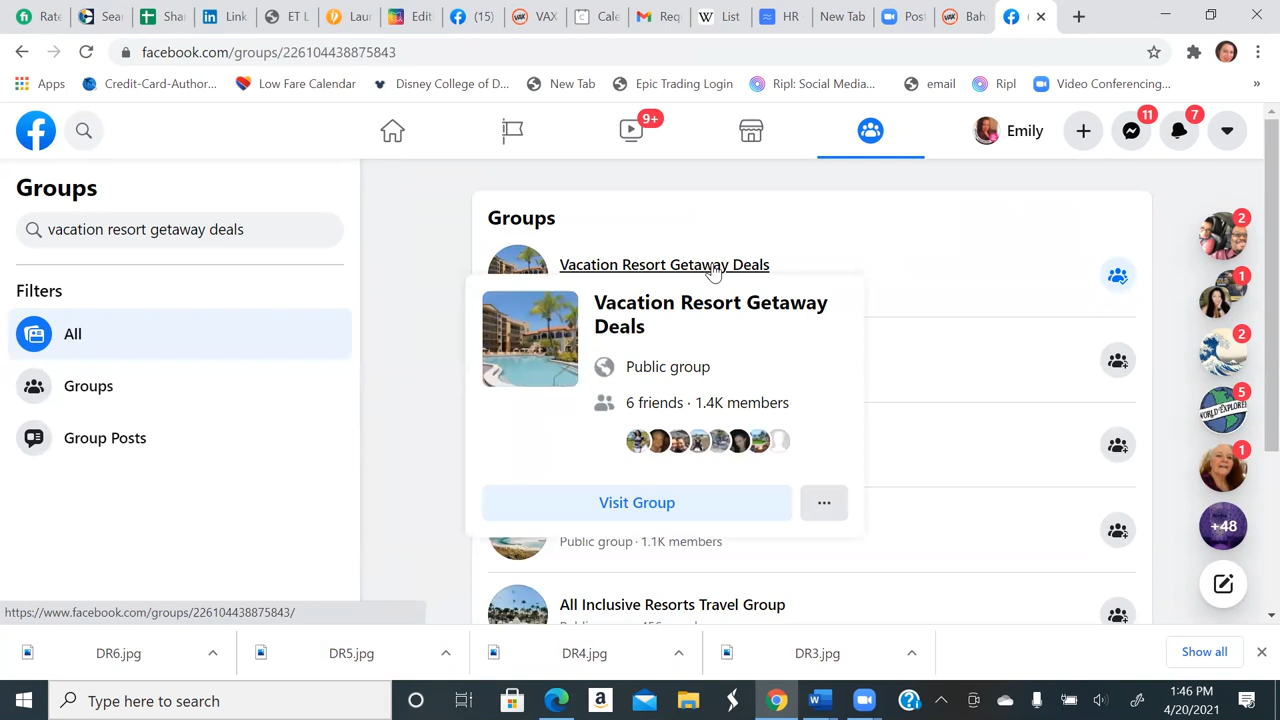 Rate
Sear
Shar
Link
ET
Laur
Edit
(15)
VAX
Cale
Req
List
HR
New Tab
Post
Bah
facebook.com/groups/226104438875843
Apps
Credit-Card-Author...
Low Fare Calendar
Disney College of D...
New Tab
Epic Trading Login
Ripl: Social Media...
email
Ripl
Video Conferencing...
»
9+
Emily
11
7
Groups
vacation resort getaway deals
Filters
All
Groups
Group Posts
Groups
Vacation Resort Getaway Deals
Vacation Resort Getaway
Deals
Public group
6 friends · 1.4K members
Visit Group
...
Public group · 1.1K members
All Inclusive Resorts Travel Group
2
1
2
5
WORLD EXPLORE
1
+48
https://www.facebook.com/groups/226104438875843/
DR6.jpg
DR5.jpg
DR4.jpg
DR3.jpg
Show all
Type here to search
1:46 PM
4/20/2021